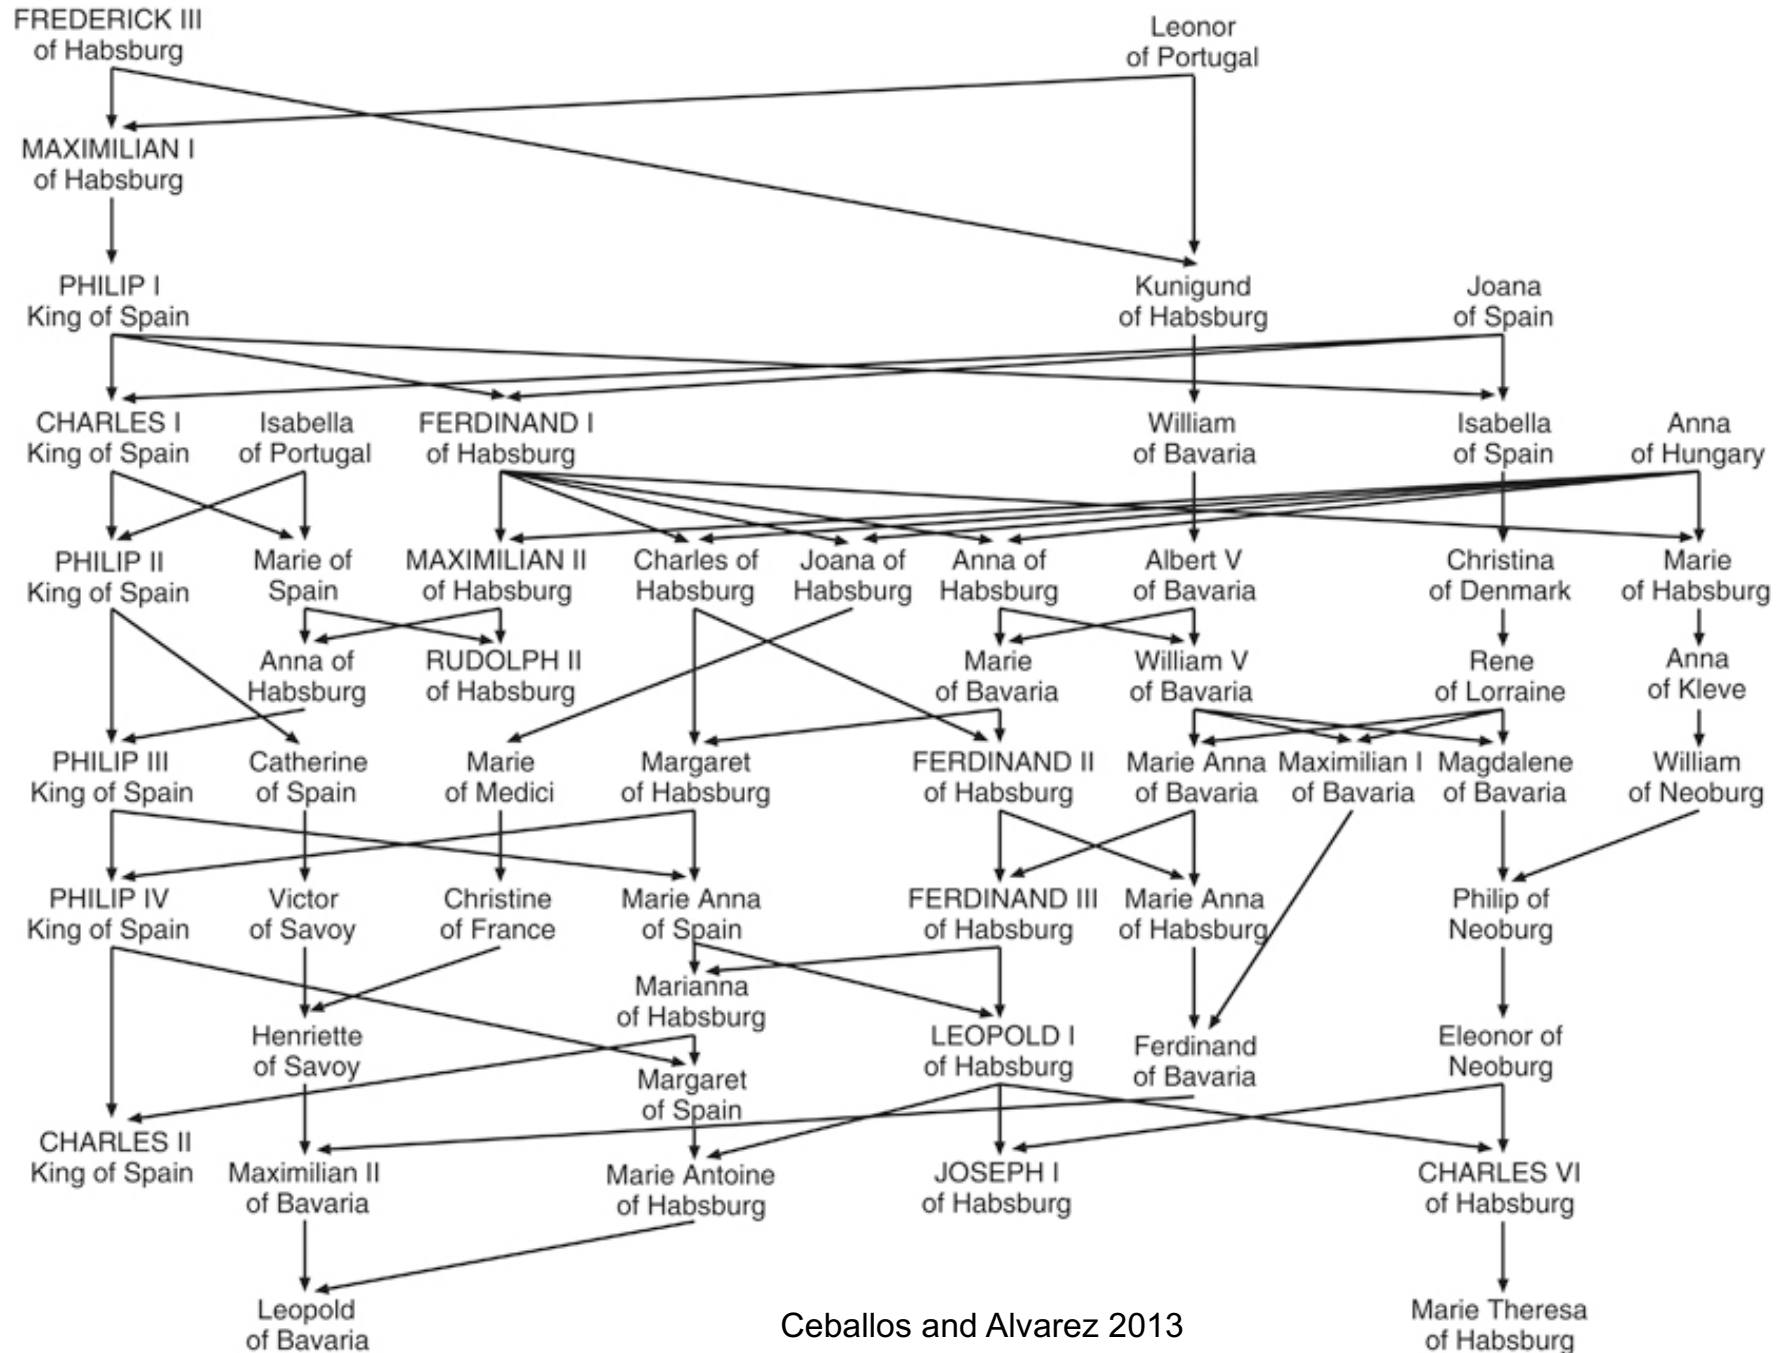 FREDERICK III
of Habsburg
Leonor
of Portugal
MAXIMILIAN I
of Habsburg
PHILIP I
King of Spain
Kunigund
of Habsburg
Joana
of Spain
CHARLES I
King of Spain
Isabella
of Portugal
FERDINAND I
of Habsburg
William
of Bavaria
Isabella
of Spain
Anna
of Hungary
PHILIP II
King of Spain
Marie of
Spain
MAXIMILIAN II
of Habsburg
Charles of
Habsburg
Joana of
Habsburg
Anna of
Habsburg
Albert V
of Bavaria
Christina
of Denmark
Marie
of Habsburg
Anna of
Habsburg
RUDOLPH II
of Habsburg
Marie
of Bavaria
William V
of Bavaria
Rene
of Lorraine
Anna
of Kleve
PHILIP III
King of Spain
Catherine
of Spain
Marie
of Medici
Margaret
of Habsburg
FERDINAND II
of Habsburg
Marie Anna
of Bavaria
Maximilian I
of Bavaria
Magdalene
of Bavaria
William
of Neoburg
PHILIP IV
King of Spain
Victor
of Savoy
Christine
of France
Marie Anna
of Spain
FERDINAND III
of Habsburg
Marie Anna
of Habsburg
Philip of
Neoburg
Marianna
of Habsburg
Henriette
of Savoy
LEOPOLD I
of Habsburg
Ferdinand
of Bavaria
Eleonor of
Neoburg
Margaret
of Spain
CHARLES II
King of Spain
Maximilian II
of Bavaria
Marie Antoine
of Habsburg
JOSEPH I
of Habsburg
CHARLES VI
of Habsburg
Leopold
of Bavaria
Ceballos and Alvarez 2013
Marie Theresa
of Habsburg